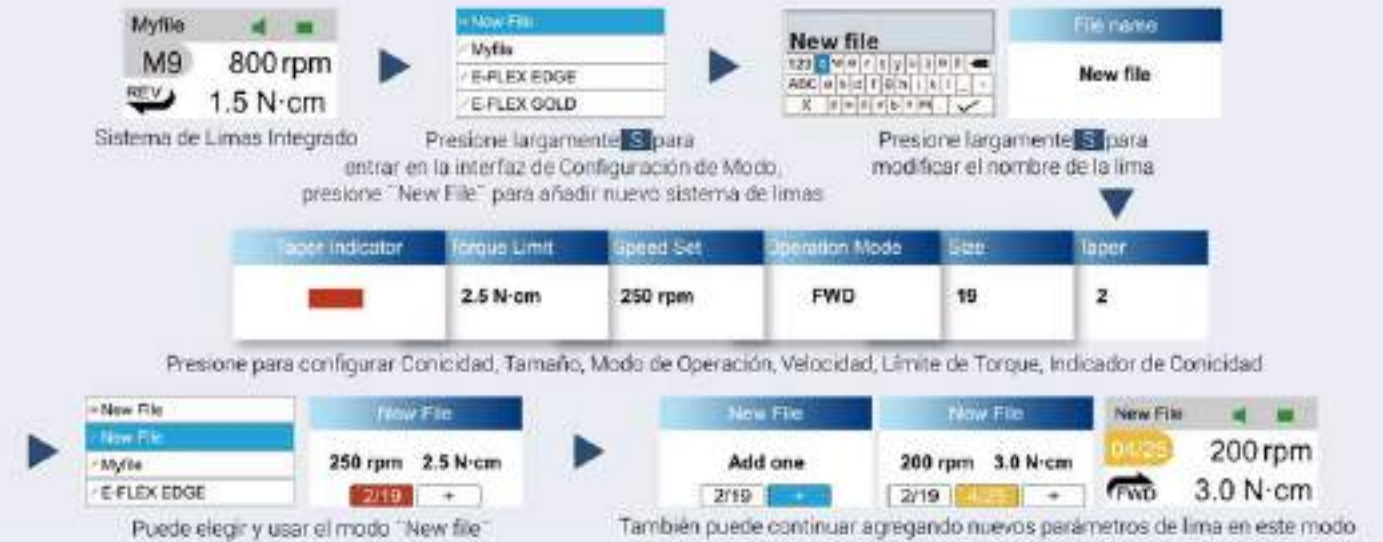 Myfile
M9 800 rpm
REV 1.5 N·cm
New File
Myfile
E-FLEX EDGE
E-FLEX GOLD
New file
File name
New file
Sistema de Limas Integrado
Presione largamente S para
entrar en la interfaz de Configuración de Modo,
presione ¨New File¨ para añadir nuevo sistema de limas
Presione largamente S para
modificar el nombre de la lima
Taper Indicator Torque Limit Speed Set Operation Mode Size Taper
2.5 N·cm 250 rpm FWD 19 2
Presione para configurar Conicidad, Tamaño, Modo de Operación, Velocidad, Límite de Torque, Indicador de Conicidad
New File
New File
Myfile
E-FLEX EDGE
New File
250 rpm 2.5 N·cm
2/19 +
New File
Add one
2/19 +
New File
200 rpm 3.0 N·cm
2/19 4/25 +
New File
04/25 200 rpm
FWD 3.0 N·cm
Puede elegir y usar el modo ¨New file¨
También puede continuar agregando nuevos parámetros de lima en este modo